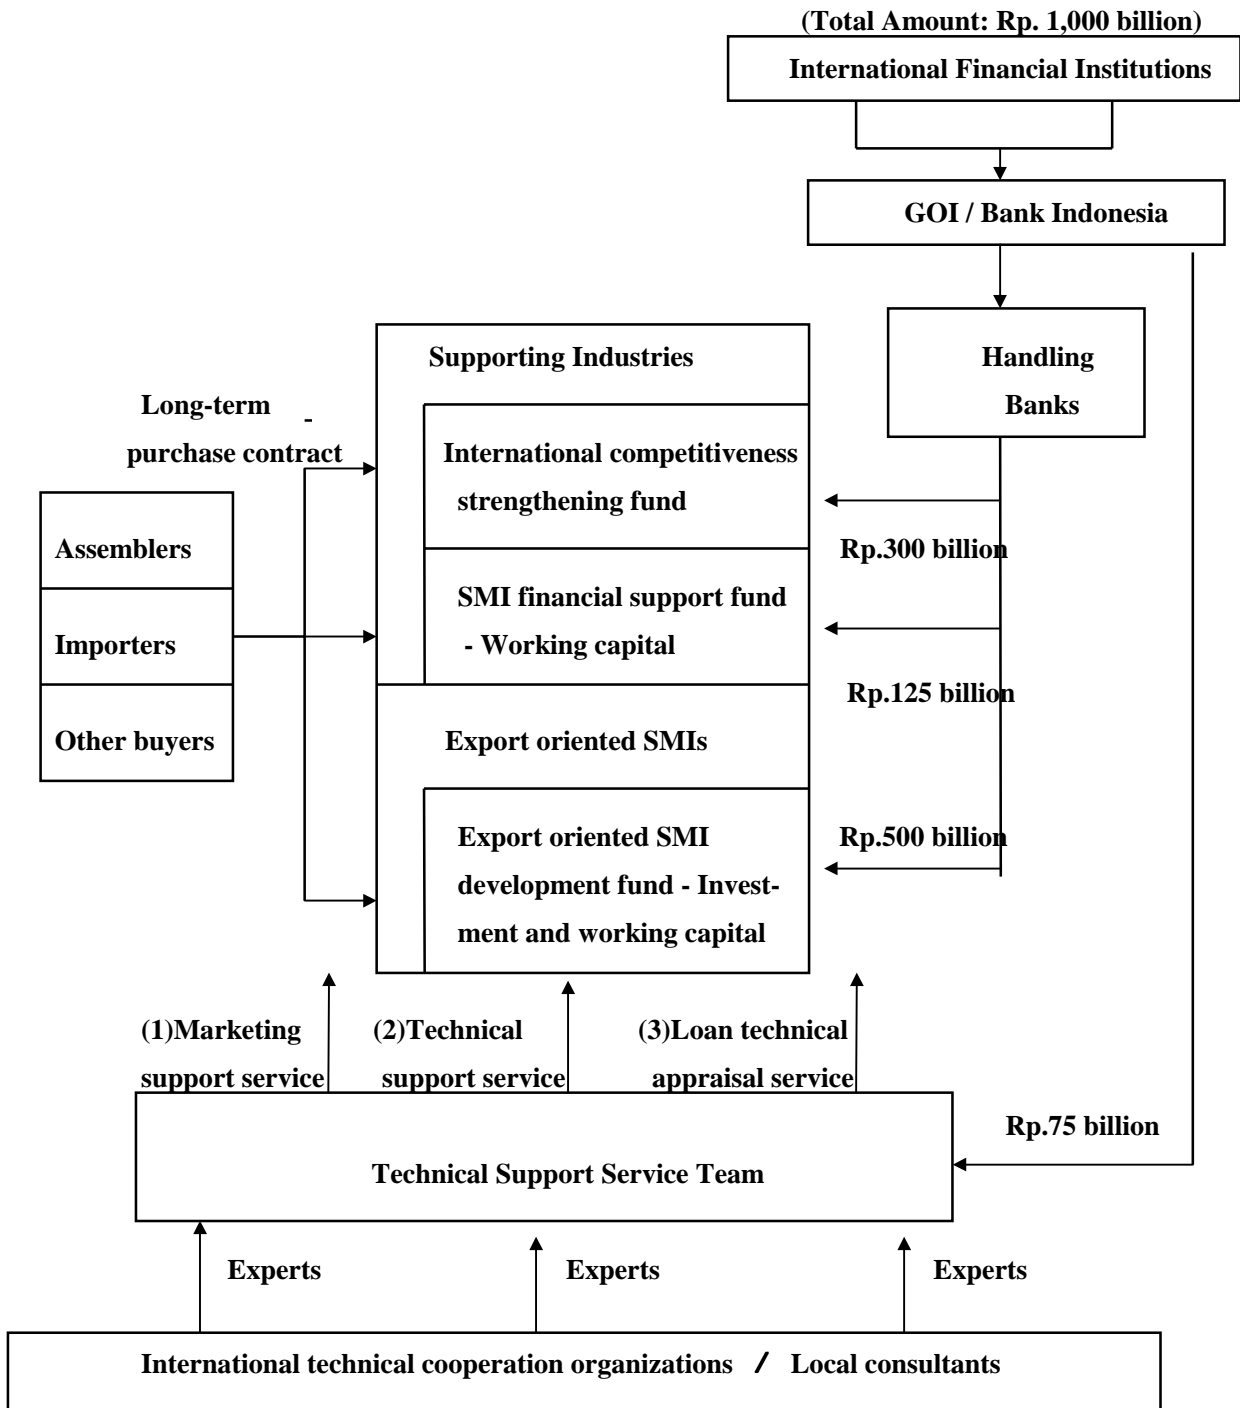 (Total Amount: Rp. 1,000 billion)
International Financial Institutions
GOI / Bank Indonesia
Handling
Banks
Supporting Industries
Long-term -
purchase contract
International competitiveness
strengthening fund
Rp.300 billion
Assemblers
SMI financial support fund
- Working capital
Importers
Rp.125 billion
Other buyers
Export oriented SMIs
Export oriented SMI
development fund - Invest-
ment and working capital
Rp.500 billion
(1)Marketing
support service
(2)Technical
support service
(3)Loan technical
appraisal service
Rp.75 billion
Technical Support Service Team
Experts
Experts
Experts
International technical cooperation organizations / Local consultants